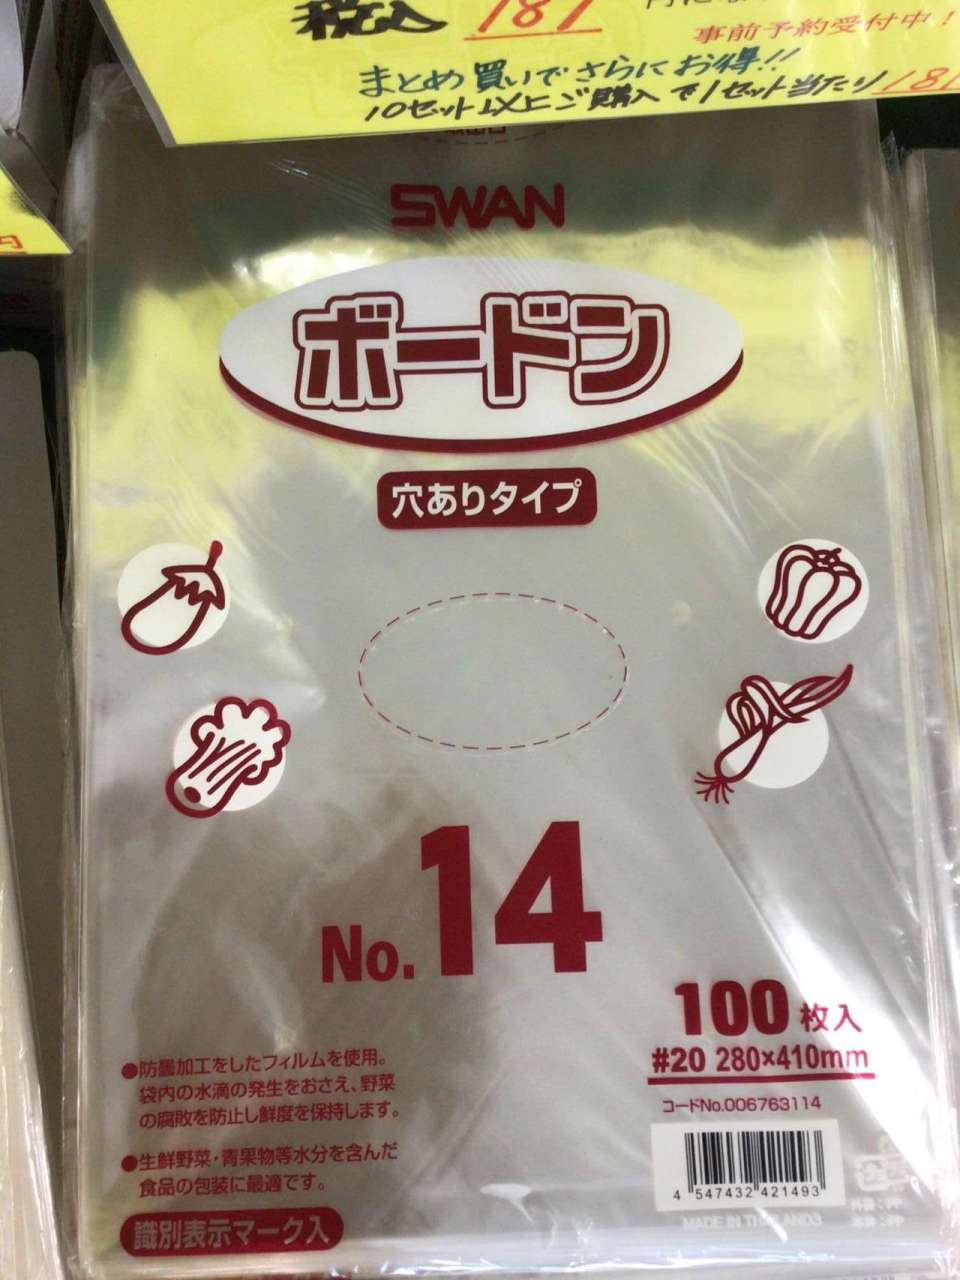 税込 187
事前予約受付中!
まとめ買いでさらにお得!!
10セット以上ご購入で1セット当たり181
円
SWAN
ボードン
穴ありタイプ
No.14
100枚入
#20 280×410mm
コードNo.006763114
●防曇加工をしたフィルムを使用。
袋内の水滴の発生をおさえ、野菜
の腐敗を防止し鮮度を保持します。
●生鮮野菜・青果物等水分を含んだ
食品の包装に最適です。
識別表示マーク入
4 547432 421493
MADE IN THAILAND3